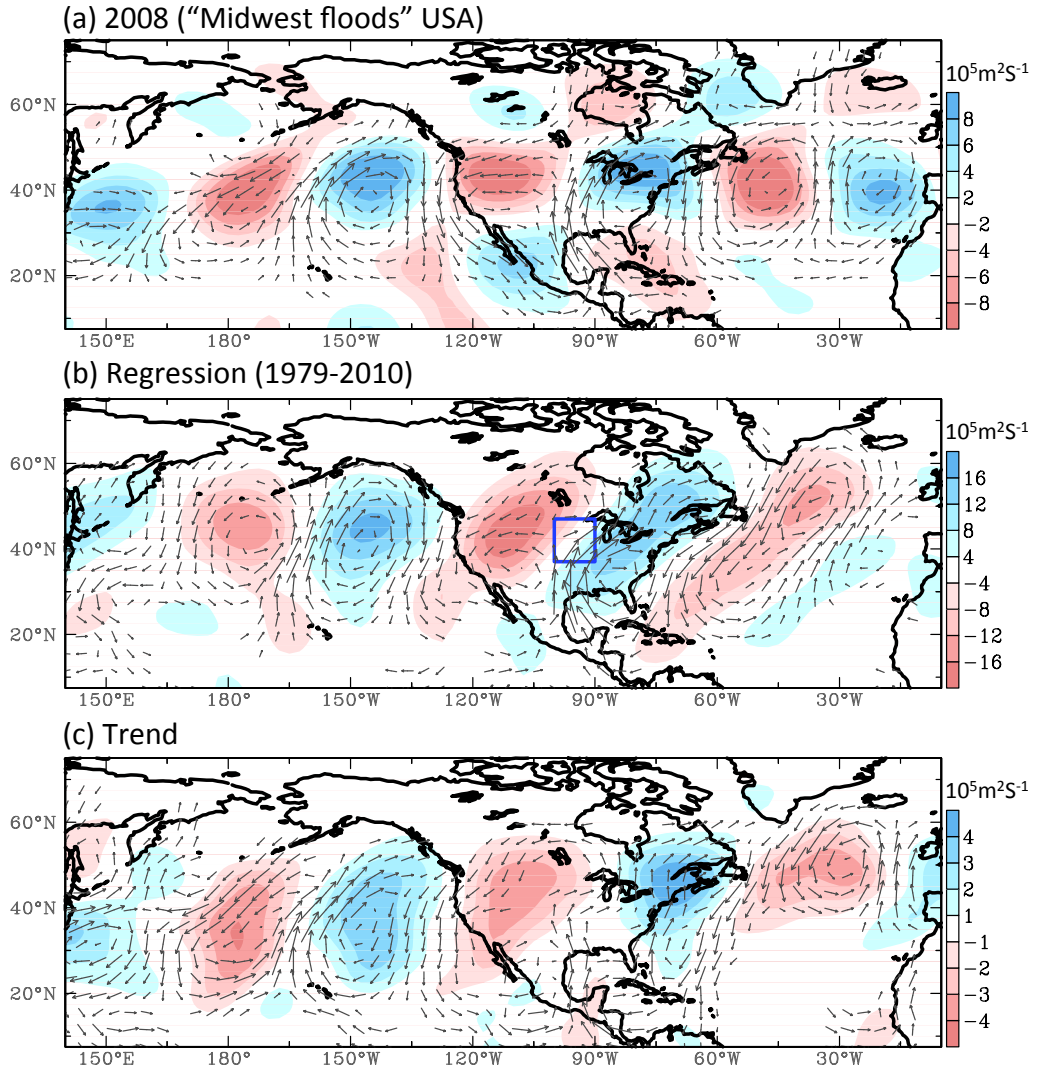 (a) 2008 (“Midwest floods” USA)
10⁵m²S⁻¹
60°N
40°N
20°N
8
6
4
2
−2
−4
−6
−8
150°E 180° 150°W 120°W 90°W 60°W 30°W
(b) Regression (1979-2010)
10⁵m²S⁻¹
60°N
40°N
20°N
16
12
8
4
−4
−8
−12
−16
150°E 180° 150°W 120°W 90°W 60°W 30°W
(c) Trend
10⁵m²S⁻¹
60°N
40°N
20°N
4
3
2
1
−1
−2
−3
−4
150°E 180° 150°W 120°W 90°W 60°W 30°W